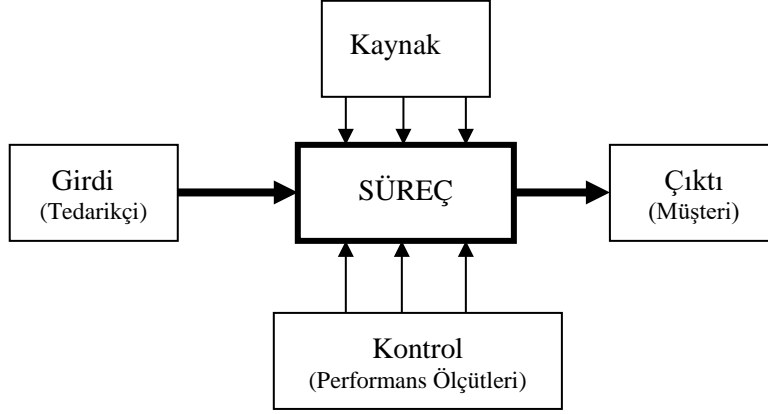 Kaynak
Girdi
(Tedarikçi)
SÜREÇ
Çıktı
(Müşteri)
Kontrol
(Performans Ölçütleri)